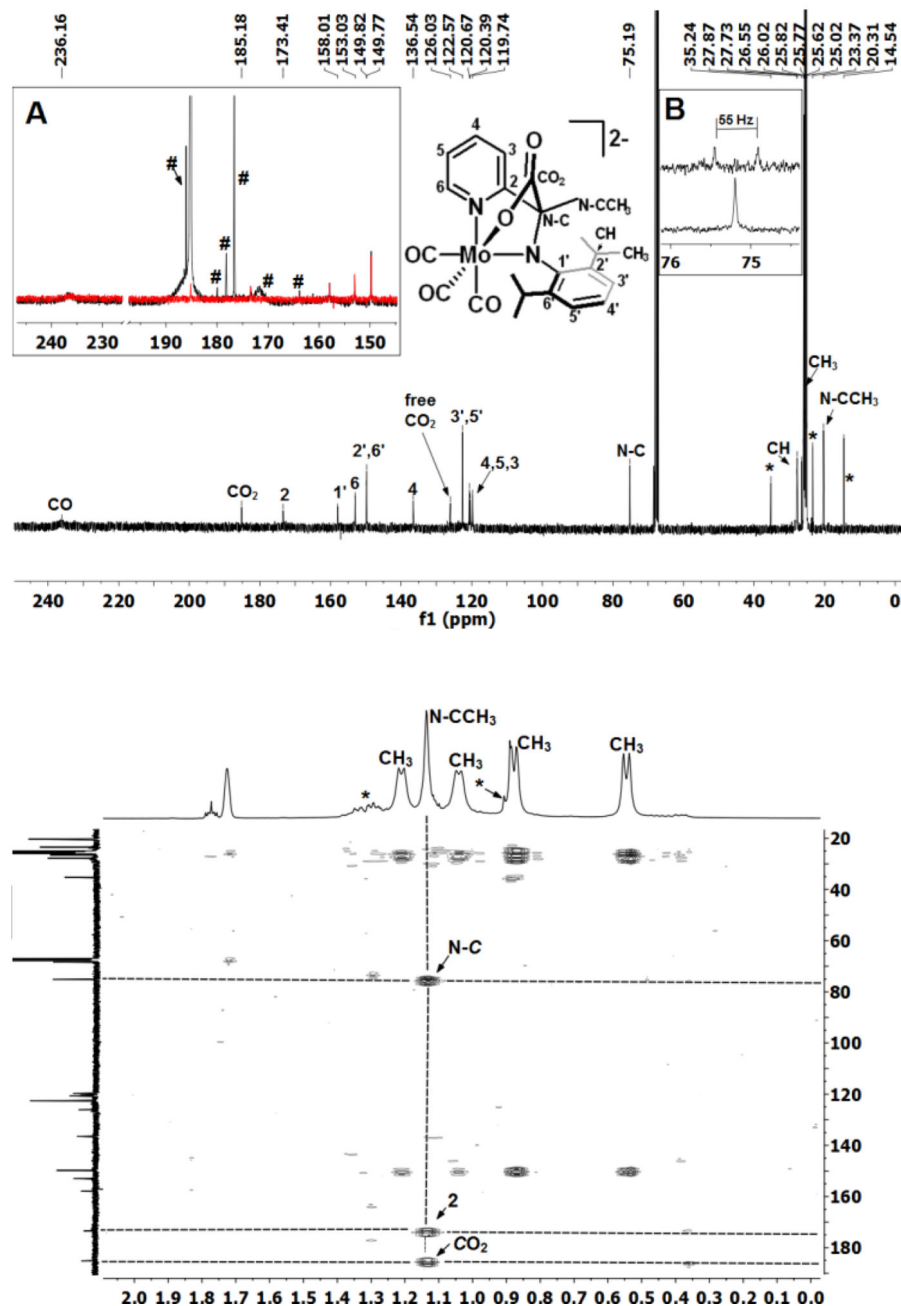 236.16 185.18 173.41 158.01 153.03 149.82 149.77 136.54 126.03 122.57 120.67 120.39 119.74 75.19 35.24 27.87 27.73 26.55 26.02 25.82 25.77 25.62 25.02 23.37 20.31 14.54
A
# # # # # #
240 230 190 180 170 160 150
]2-
4 O
5 3 CO2
6 2 N-CCH3
N O N-C
CH
OC Mo N 1' 2' CH3
OC 3'
CO 6' 4'
5'
B
55 Hz
76 75
CH3
free
CO2
3',5'
N-CCH3
2',6'
4,5,3
N-C
CH * * *
CO CO2 2 1' 6 4
240 220 200 180 160 140 120 100 80 60 40 20 0
f1 (ppm)
N-CCH3
CH3 CH3 CH3 CH3
* *
20
40
60
N-C
80
100
120
140
160
2
180
CO2
2.0 1.9 1.8 1.7 1.6 1.5 1.4 1.3 1.2 1.1 1.0 0.9 0.8 0.7 0.6 0.5 0.4 0.3 0.2 0.1 0.0